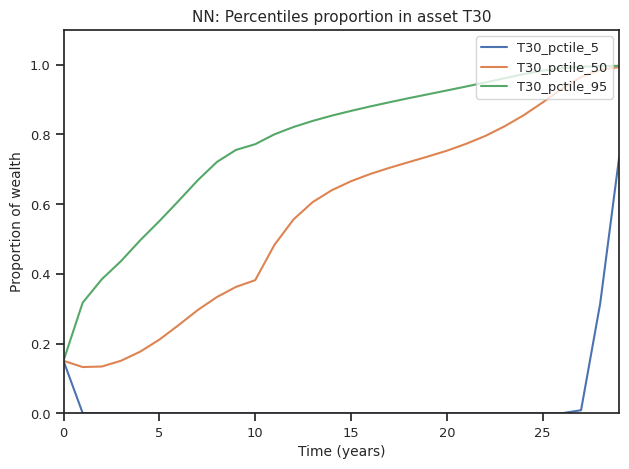 NN: Percentiles proportion in asset T30
T30_pctile_5
T30_pctile_50
T30_pctile_95
Proportion of wealth
1.0
0.8
0.6
0.4
0.2
0.0
0 5 10 15 20 25
Time (years)